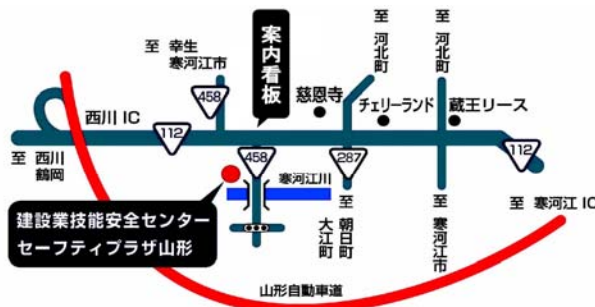 至 幸生
寒河江市
458
案内看板
至 河北町
至 河北町
慈恩寺
チェリーランド
蔵王リース
西川 IC
112
至 西川
鶴岡
458
287
112
寒河江川
建設業技能安全センター
セーフティプラザ山形
至 朝日町
大江町
至 寒河江市
至 寒河江 IC
山形自動車道